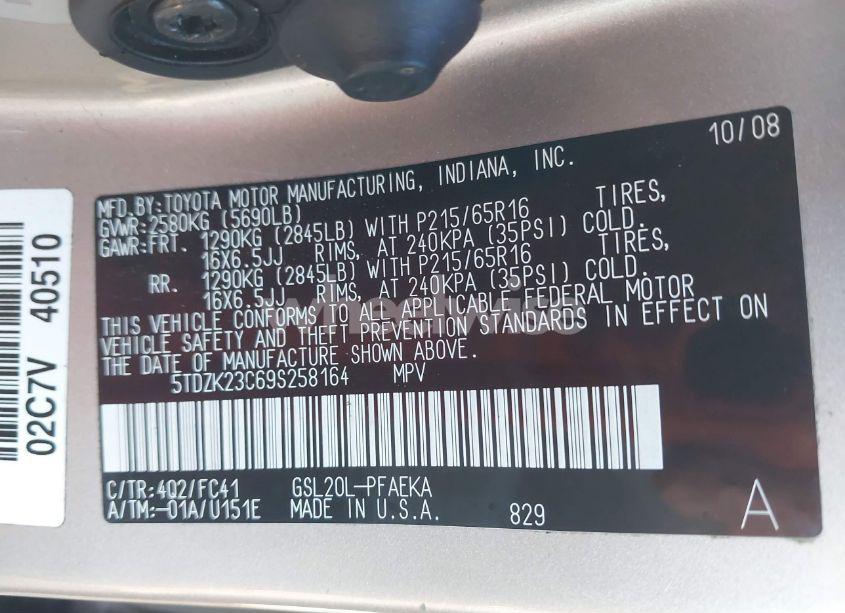 10/08
MFD.BY:TOYOTA MOTOR MANUFACTURING, INDIANA, INC.
GVWR:2580KG (5690LB)
GAWR:FRT. 1290KG (2845LB) WITH P215/65R16 TIRES,
16X6.5JJ RIMS, AT 240KPA (35PSI) COLD.
RR. 1290KG (2845LB) WITH P215/65R16 TIRES,
16X6.5JJ RIMS, AT 240KPA (35PSI) COLD.
THIS VEHICLE CONFORMS TO ALL APPLICABLE FEDERAL MOTOR
VEHICLE SAFETY AND THEFT PREVENTION STANDARDS IN EFFECT ON
THE DATE OF MANUFACTURE SHOWN ABOVE.
5TDZK23C69S258164 MPV
C/TR:4Q2/FC41 GSL20L-PFAEKA
A/TM:-01A/U151E MADE IN U.S.A. 829 A
02C7V 40510